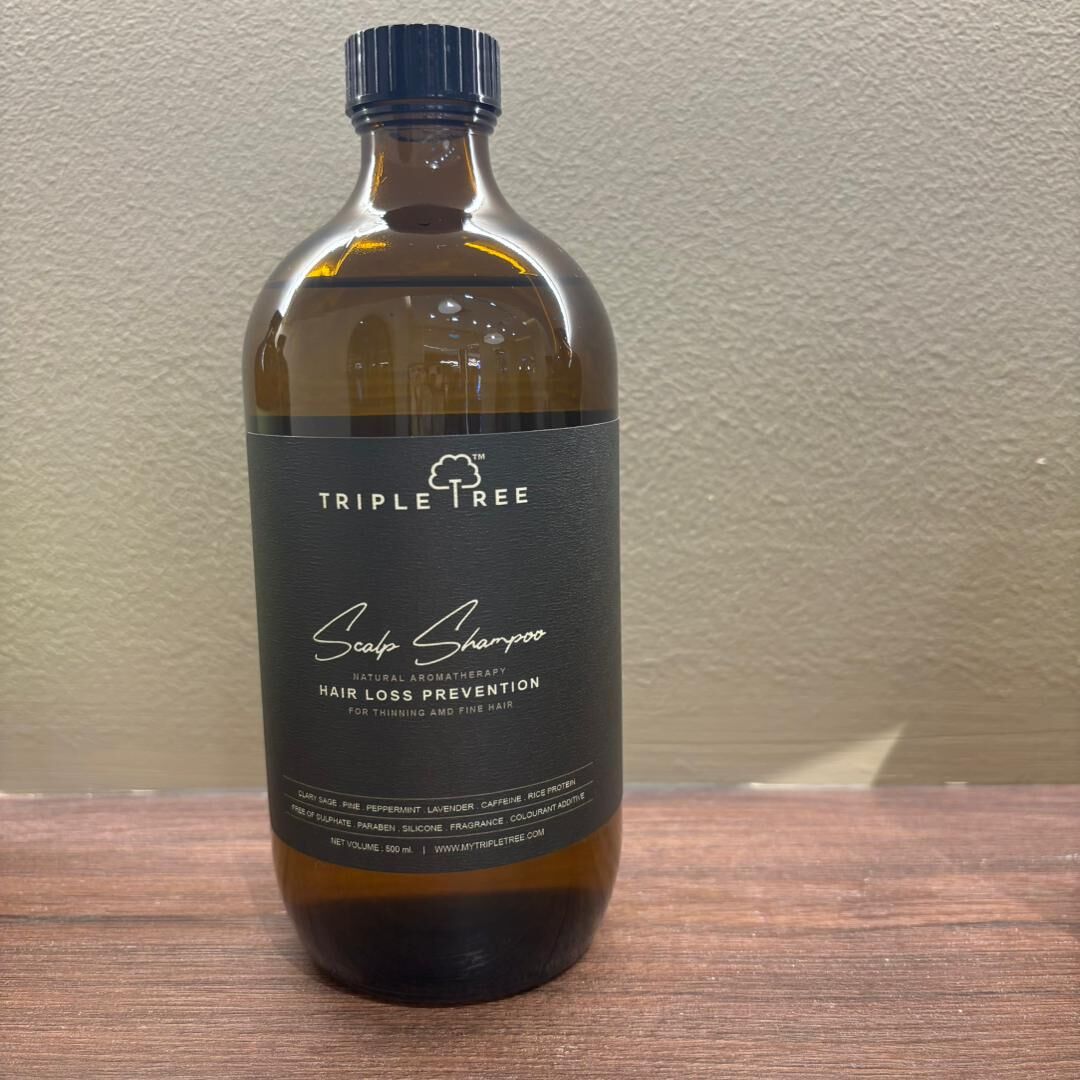 TRIPLE TREE™
Scalp Shampoo
NATURAL AROMATHERAPY
HAIR LOSS PREVENTION
FOR THINNING AMD FINE HAIR
CLARY SAGE . PINE . PEPPERMINT . LAVENDER . CAFFEINE . RICE PROTEIN
FREE OF SULPHATE . PARABEN . SILICONE . FRAGRANCE . COLOURANT ADDITIVE
NET VOLUME : 500 ml. | WWW.MYTRIPLETREE.COM